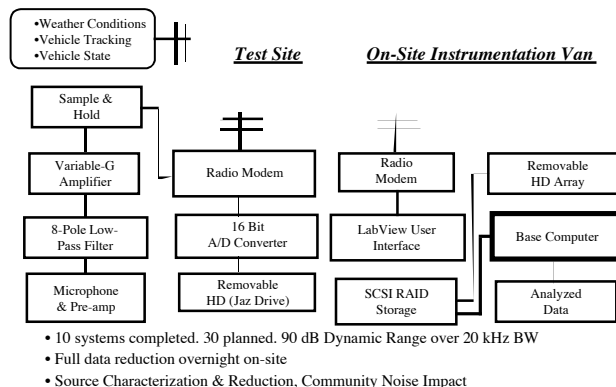 •Weather Conditions
•Vehicle Tracking
•Vehicle State
Test Site
On-Site Instrumentation Van
Sample &
Hold
Variable-G
Amplifier
8-Pole Low-
Pass Filter
Microphone
& Pre-amp
Radio Modem
16 Bit
A/D Converter
Removable
HD (Jaz Drive)
Radio
Modem
LabView User
Interface
SCSI RAID
Storage
Removable
HD Array
Base Computer
Analyzed
Data
• 10 systems completed. 30 planned. 90 dB Dynamic Range over 20 kHz BW
• Full data reduction overnight on-site
• Source Characterization & Reduction, Community Noise Impact